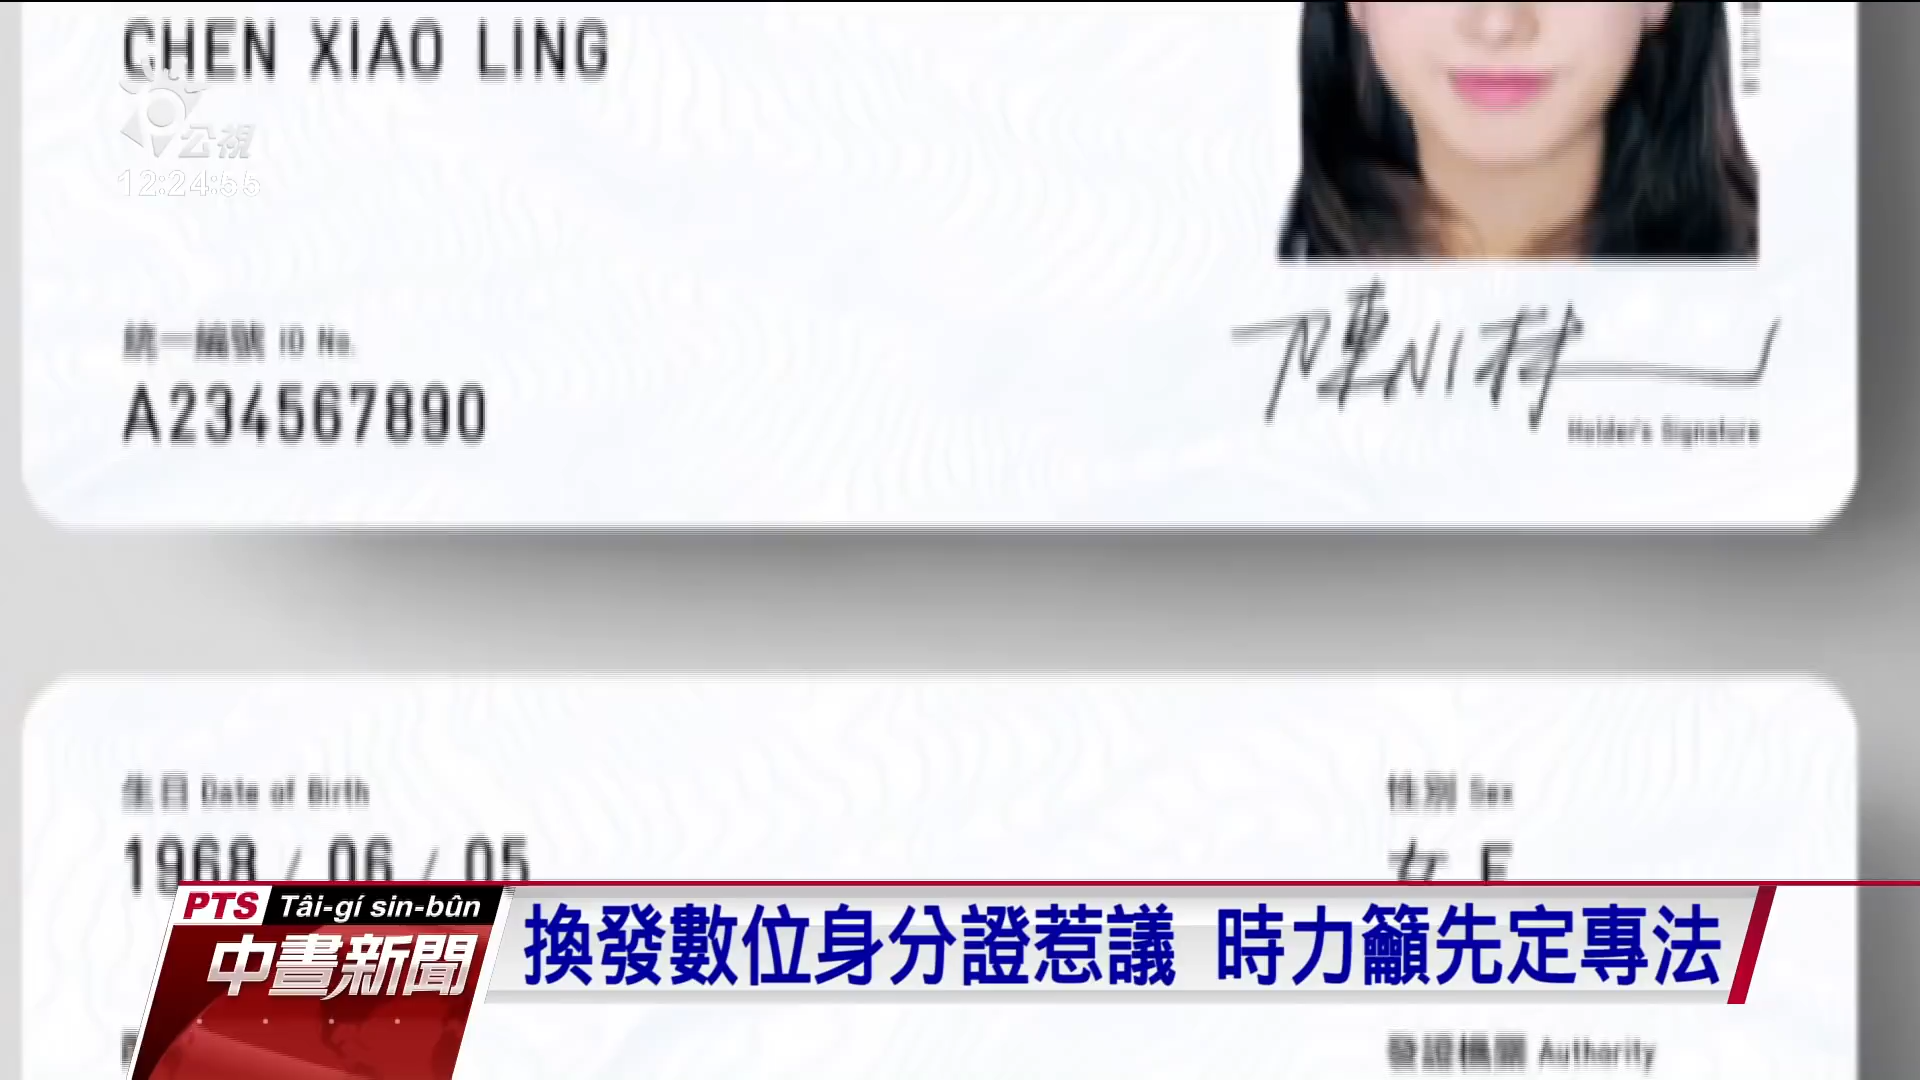 CHEN XIAO LING
公視
12:24:55
統一編號 ID No.
A234567890
陳小玲
Holder's Signature
生日 Date of Birth
性別 Sex
1968 / 06 / 05
女 F
PTS Tâi-gí sin-bûn
中晝新聞
換發數位身分證惹議 時力籲先定專法
發證機關 Authority